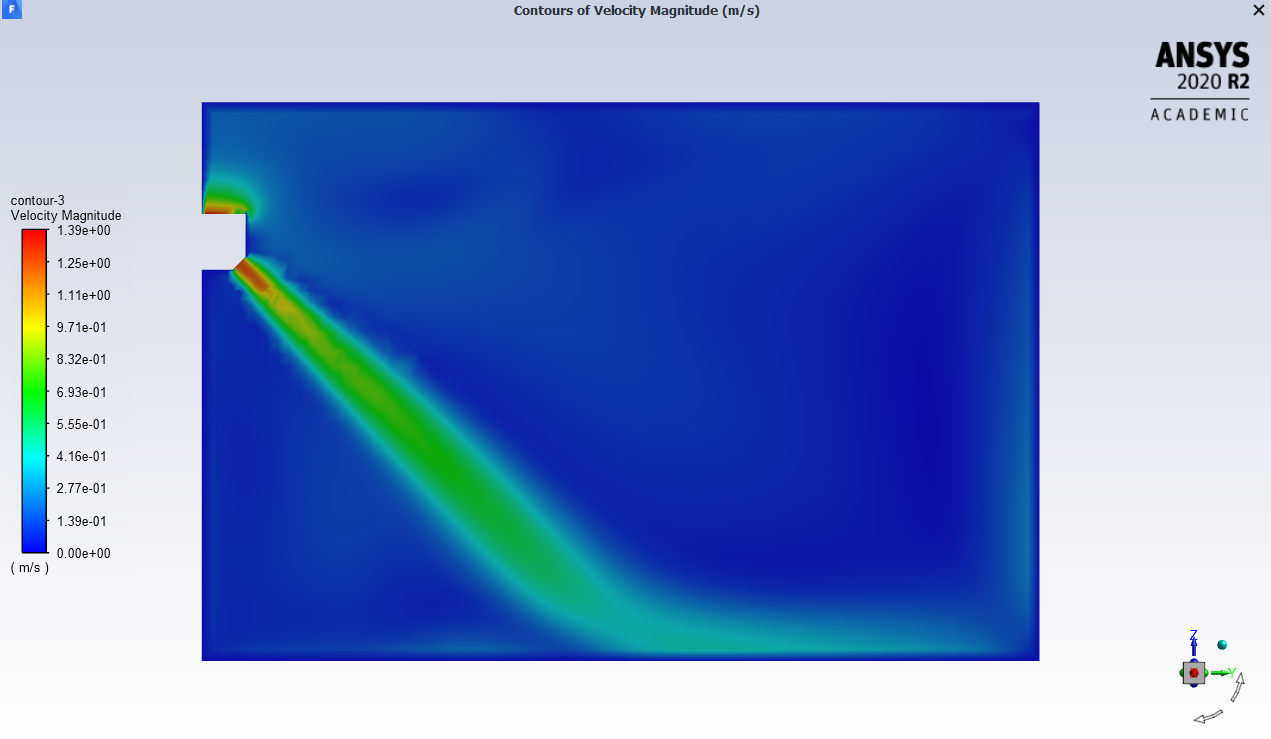 F
Contours of Velocity Magnitude (m/s)
ANSYS
2020 R2
ACADEMIC
contour-3
Velocity Magnitude
1.39e+00
1.25e+00
1.11e+00
9.71e-01
8.32e-01
6.93e-01
5.55e-01
4.16e-01
2.77e-01
1.39e-01
0.00e+00
( m/s )
Z
Y